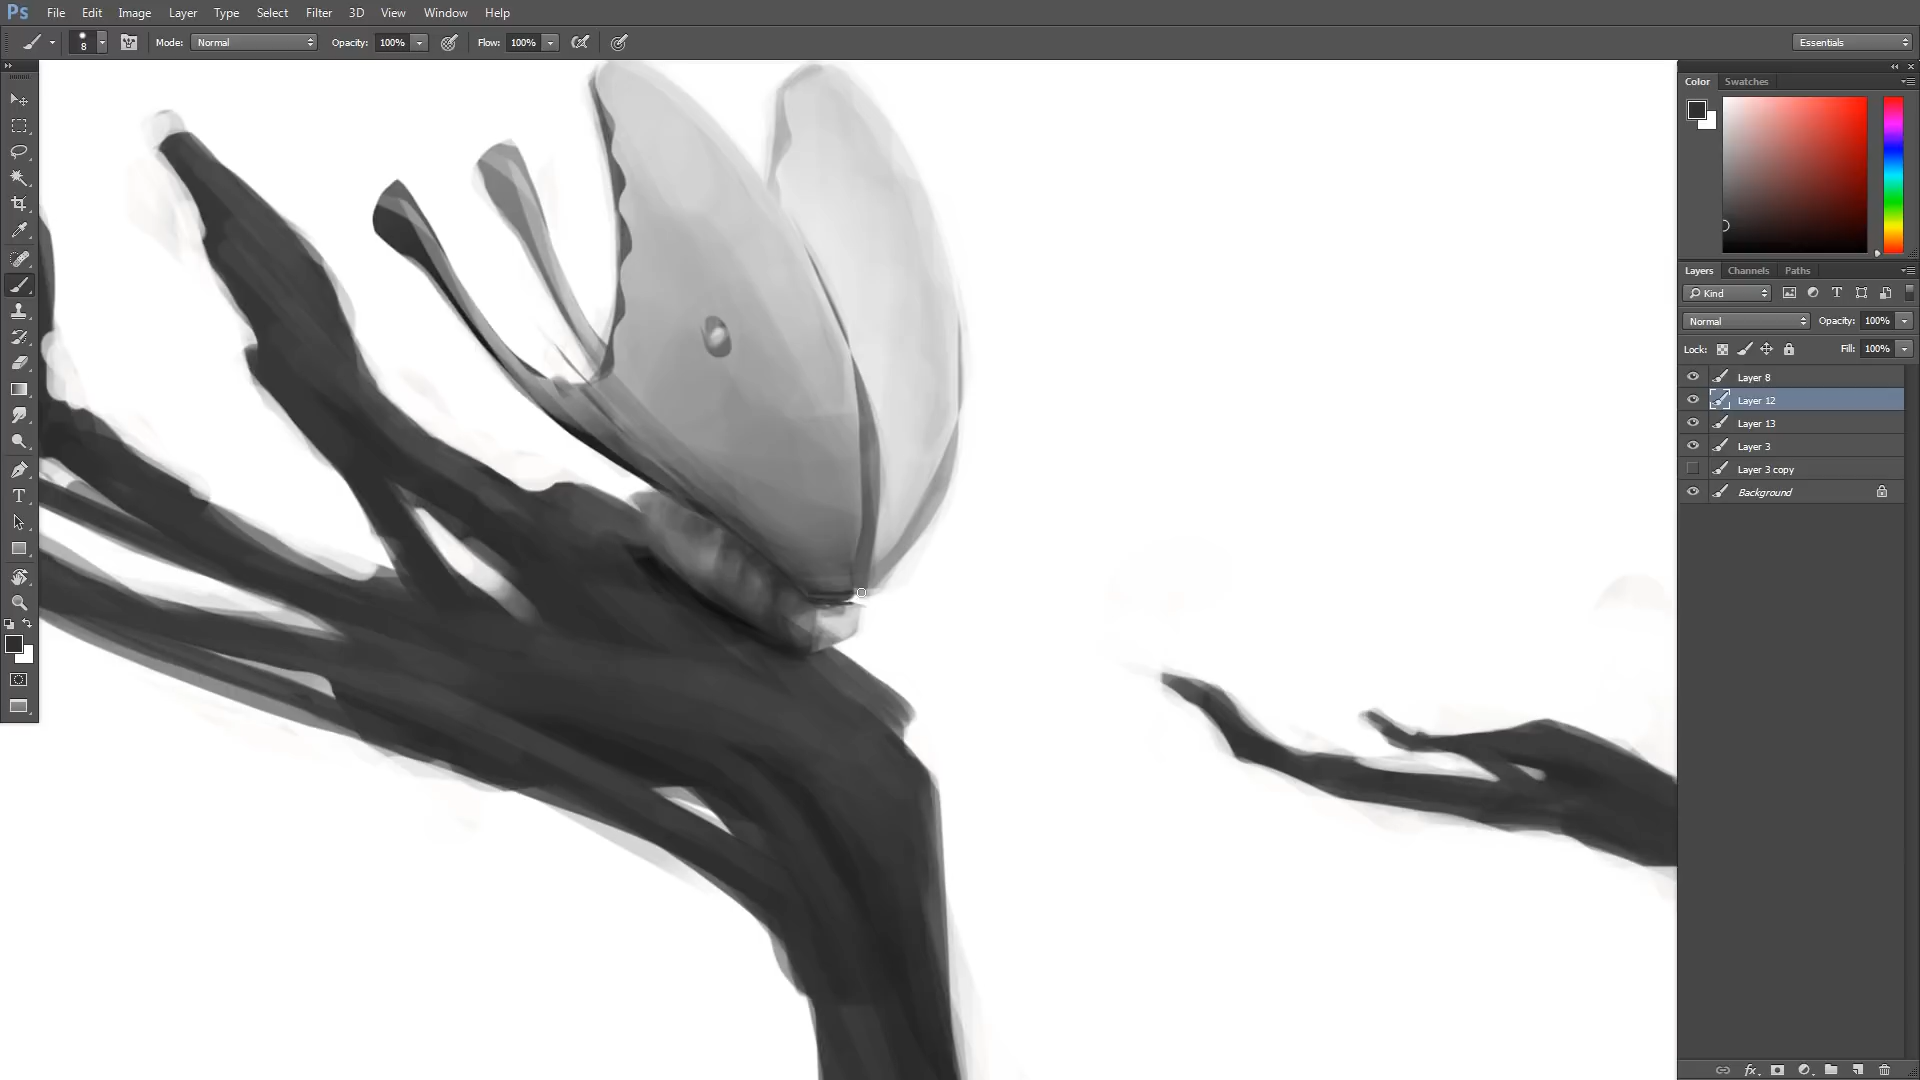 Ps File Edit Image Layer Type Select Filter 3D View Window Help
8 Mode: Normal Opacity: 100% Flow: 100% Essentials
Color Swatches
Layers Channels Paths
Kind T
Normal Opacity: 100%
Lock: Fill: 100%
Layer 8
Layer 12
Layer 13
Layer 3
Layer 3 copy
Background
T
fx